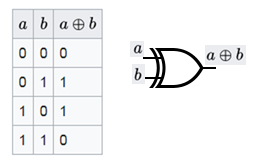 a b a ⊕ b
0 0 0
0 1 1
1 0 1
1 1 0
a
b
a ⊕ b